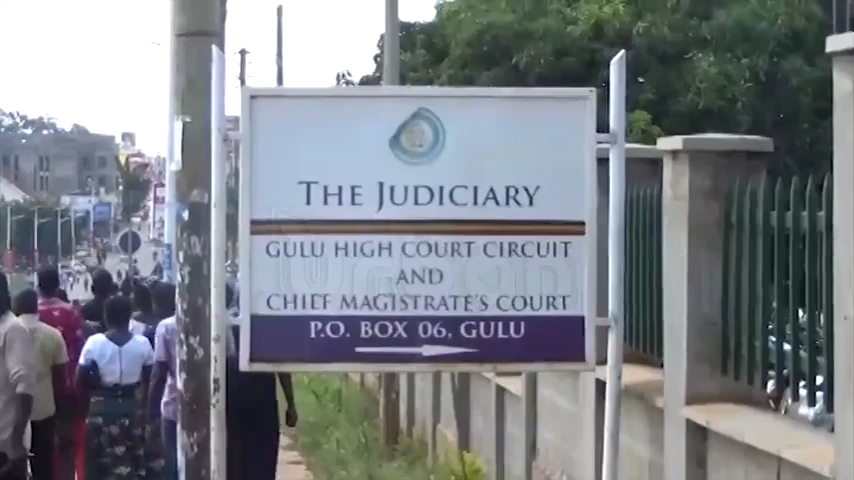 THE JUDICIARY
GULU HIGH COURT CIRCUIT
AND
CHIEF MAGISTRATE'S COURT
P.O. BOX 06, GULU